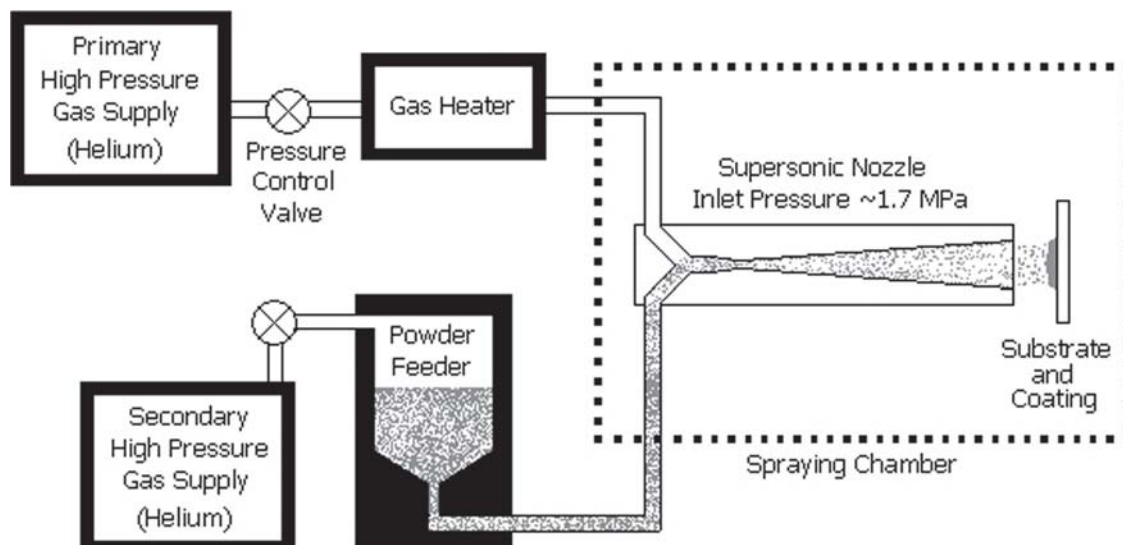 Primary
High Pressure
Gas Supply
(Helium)
Pressure
Control
Valve
Gas Heater
Supersonic Nozzle
Inlet Pressure ~1.7 MPa
Substrate
and
Coating
Spraying Chamber
Powder
Feeder
Secondary
High Pressure
Gas Supply
(Helium)